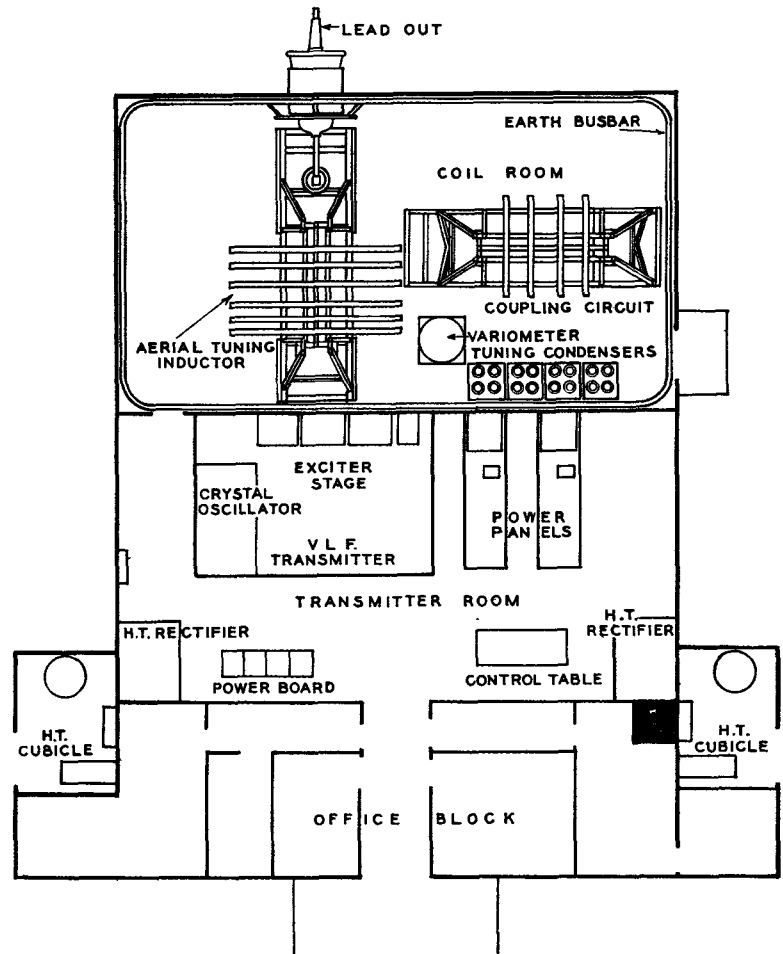 LEAD OUT
EARTH BUSBAR
COIL ROOM
COUPLING CIRCUIT
AERIAL TUNING
INDUCTOR
VARIOMETER
TUNING CONDENSERS
EXCITER
STAGE
CRYSTAL
OSCILLATOR
POWER
PANELS
V L F.
TRANSMITTER
TRANSMITTER ROOM
H.T. RECTIFIER
H.T.
RECTIFIER
POWER BOARD
CONTROL TABLE
H.T.
CUBICLE
H.T.
CUBICLE
OFFICE BLOCK